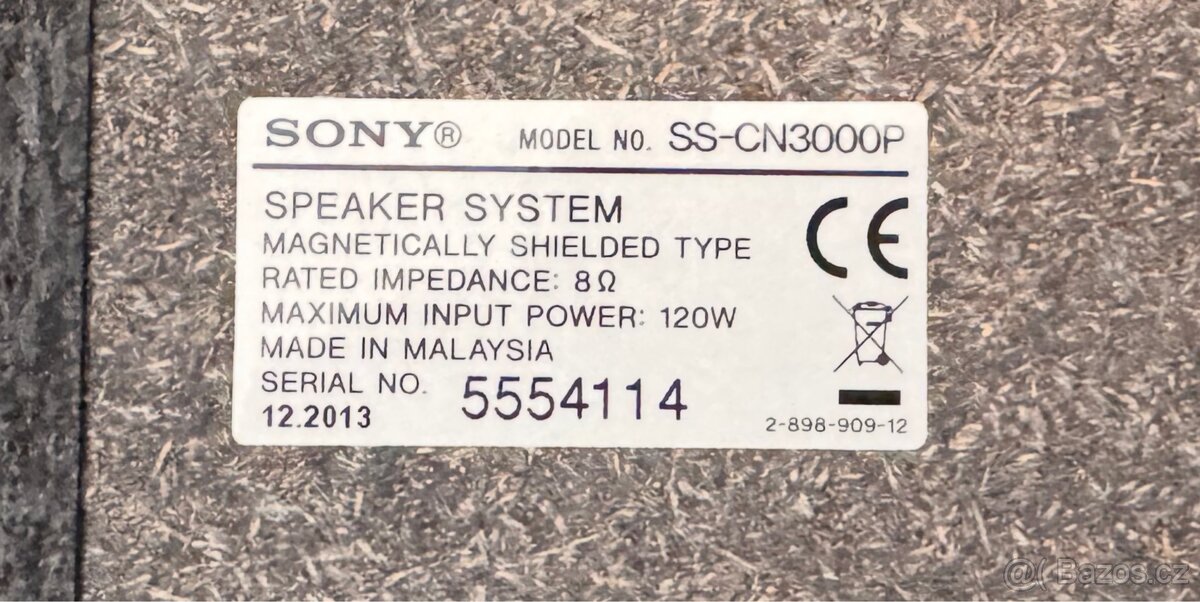 SONY® MODEL NO. SS-CN3000P
SPEAKER SYSTEM
MAGNETICALLY SHIELDED TYPE
RATED IMPEDANCE: 8Ω
MAXIMUM INPUT POWER: 120W
MADE IN MALAYSIA
SERIAL NO. 5554114
12.2013
2-898-909-12
CE
@( Bazos.cz